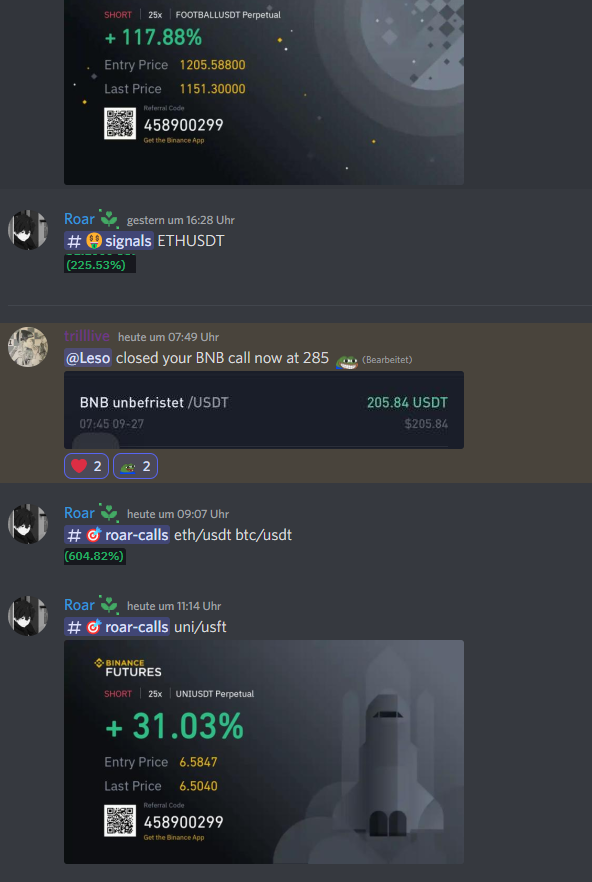 SHORT | 25x | FOOTBALLUSDT Perpetual
+ 117.88%
Entry Price 1205.58800
Last Price 1151.30000
Referral Code
458900299
Get the Binance App
Roar gestern um 16:28 Uhr
# 🤑 signals ETHUSDT
(225.53%)
trilllive heute um 07:49 Uhr
@Leso closed your BNB call now at 285 (Bearbeitet)
BNB unbefristet /USDT 205.84 USDT
07:45 09-27 $205.84
❤️ 2 2
Roar heute um 09:07 Uhr
# 🎯 roar-calls eth/usdt btc/usdt
(604.82%)
Roar heute um 11:14 Uhr
# 🎯 roar-calls uni/usft
BINANCE
FUTURES
SHORT | 25x | UNIUSDT Perpetual
+ 31.03%
Entry Price 6.5847
Last Price 6.5040
Referral Code
458900299
Get the Binance App